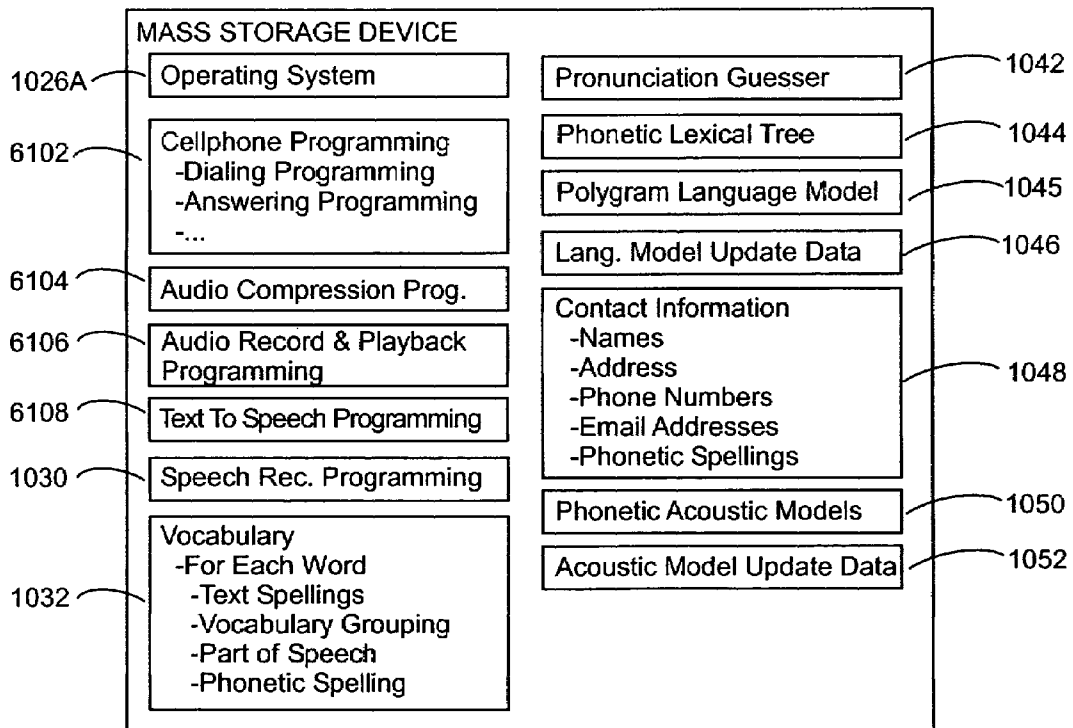 MASS STORAGE DEVICE
1026A
Operating System
6102
Cellphone Programming
-Dialing Programming
-Answering Programming
-...
6104
Audio Compression Prog.
6106
Audio Record & Playback
Programming
6108
Text To Speech Programming
1030
Speech Rec. Programming
1032
Vocabulary
-For Each Word
-Text Spellings
-Vocabulary Grouping
-Part of Speech
-Phonetic Spelling
Pronunciation Guesser
1042
Phonetic Lexical Tree
1044
Polygram Language Model
1045
Lang. Model Update Data
1046
Contact Information
-Names
-Address
-Phone Numbers
-Email Addresses
-Phonetic Spellings
1048
Phonetic Acoustic Models
1050
Acoustic Model Update Data
1052